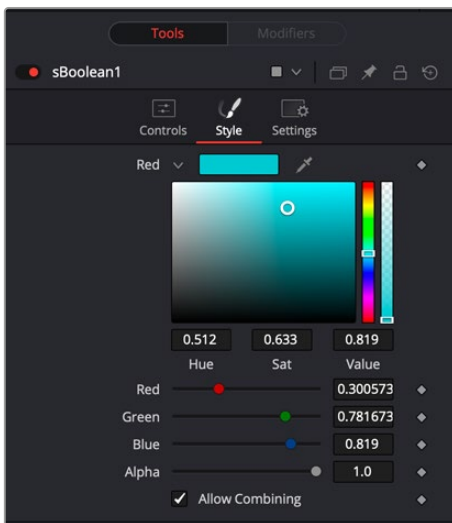 Tools Modifiers
sBoolean1
Controls Style Settings
Red
0.512 0.633 0.819
Hue Sat Value
Red 0.300573
Green 0.781673
Blue 0.819
Alpha 1.0
Allow Combining